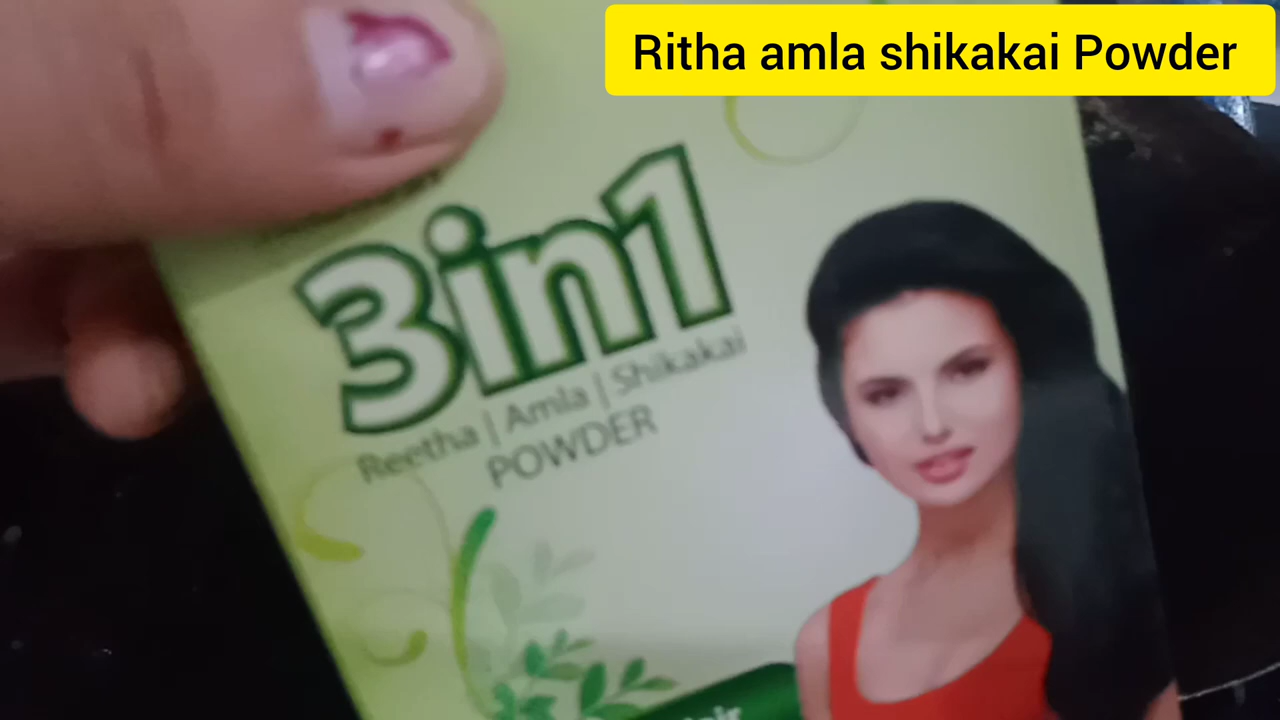 Ritha amla shikakai Powder
3in1
Reetha | Amla | Shikakai
POWDER